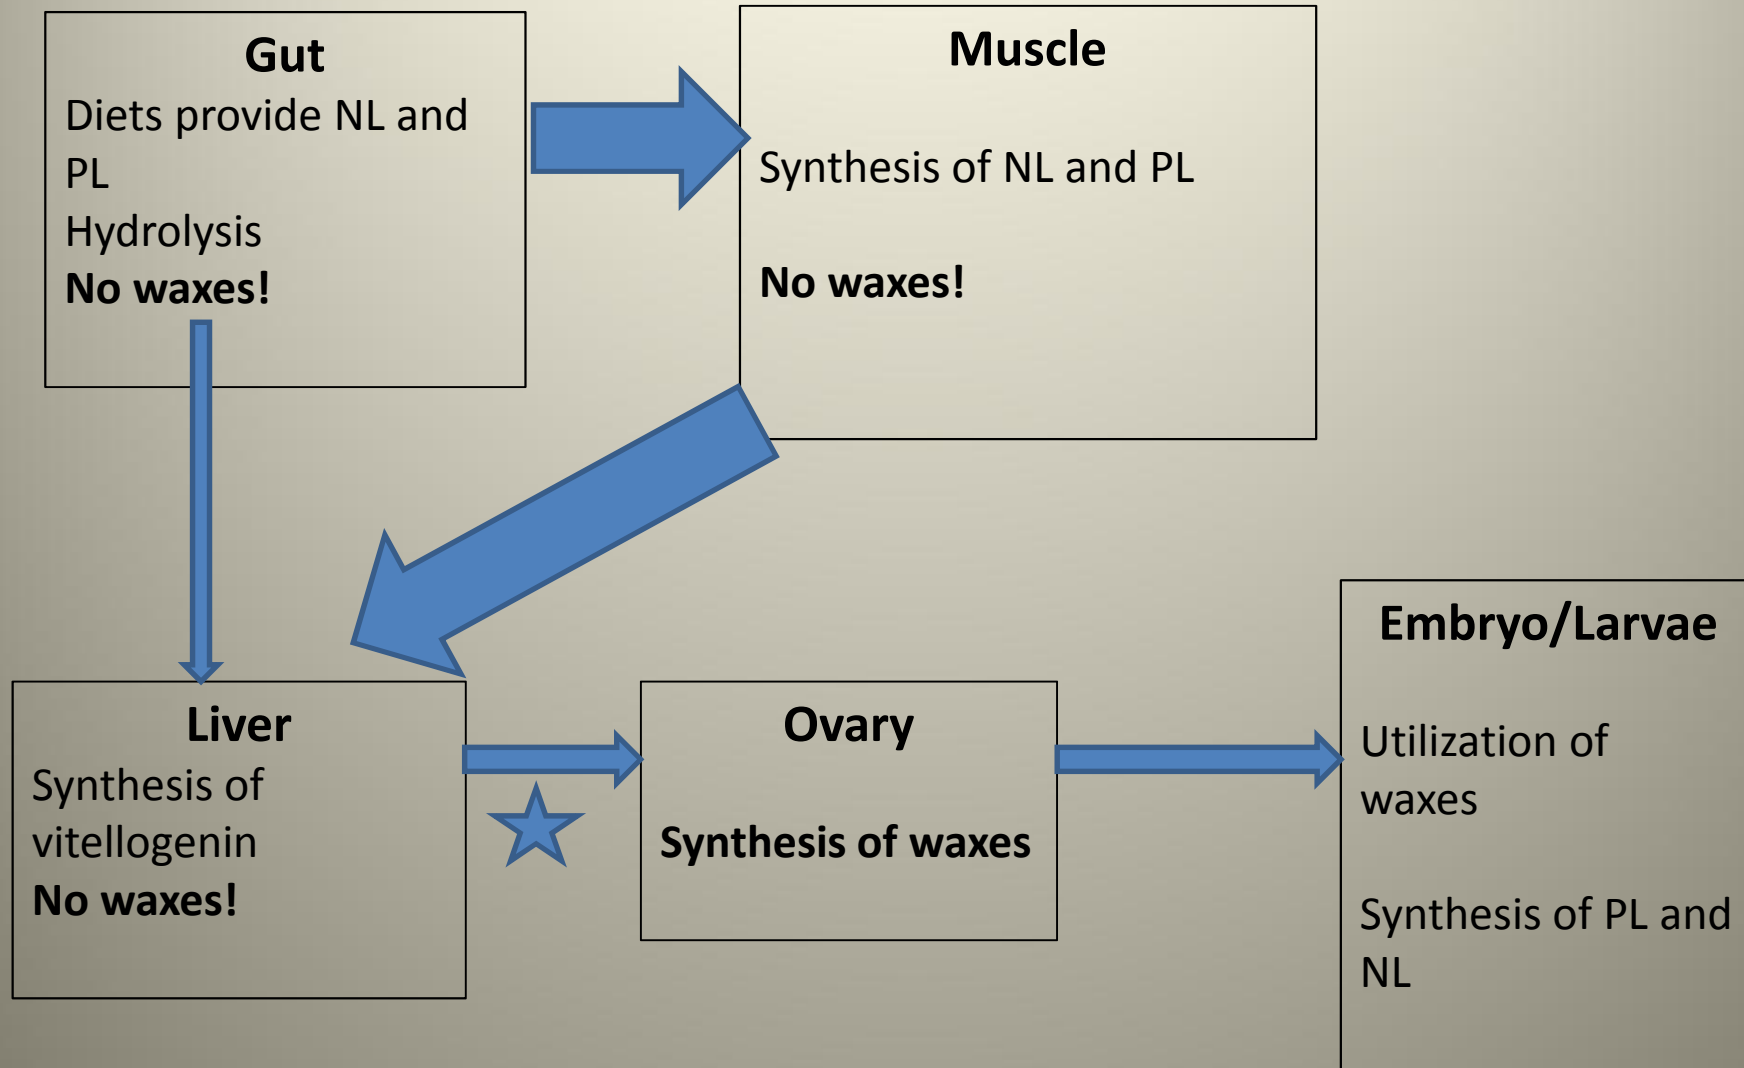 Gut
Diets provide NL and
PL
Hydrolysis
No waxes!
Muscle
Synthesis of NL and PL
No waxes!
Liver
Synthesis of
vitellogenin
No waxes!
Ovary
Synthesis of waxes
Embryo/Larvae
Utilization of
waxes
Synthesis of PL and
NL